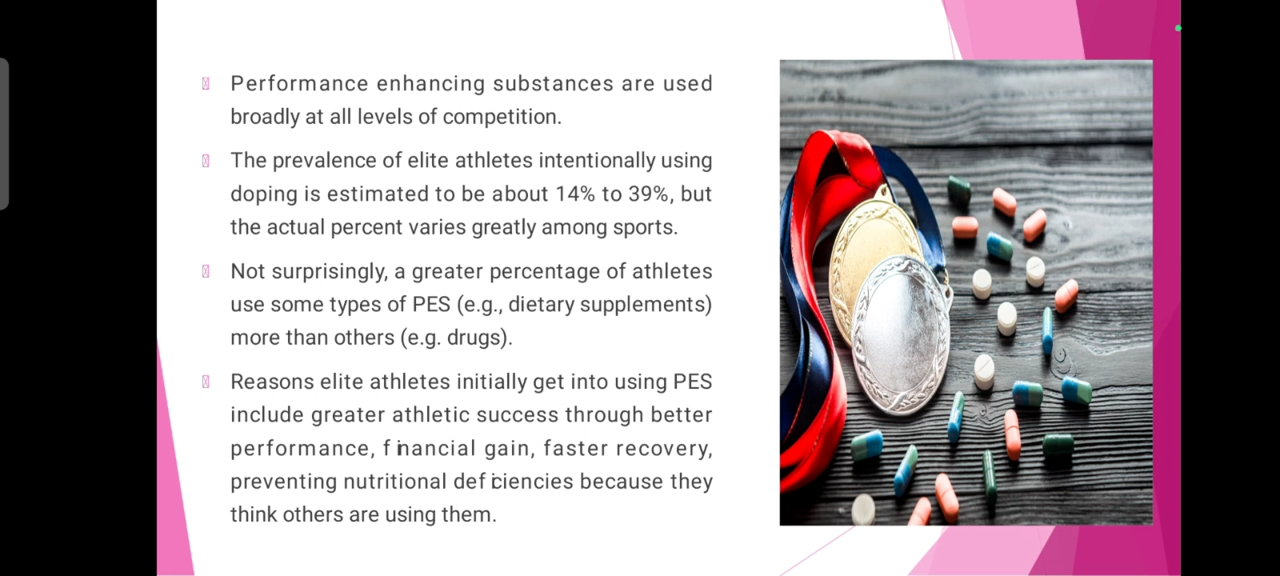 Performance enhancing substances are used
broadly at all levels of competition.
The prevalence of elite athletes intentionally using
doping is estimated to be about 14% to 39%, but
the actual percent varies greatly among sports.
Not surprisingly, a greater percentage of athletes
use some types of PES (e.g., dietary supplements)
more than others (e.g. drugs).
Reasons elite athletes initially get into using PES
include greater athletic success through better
performance, financial gain, faster recovery,
preventing nutritional deficiencies because they
think others are using them.